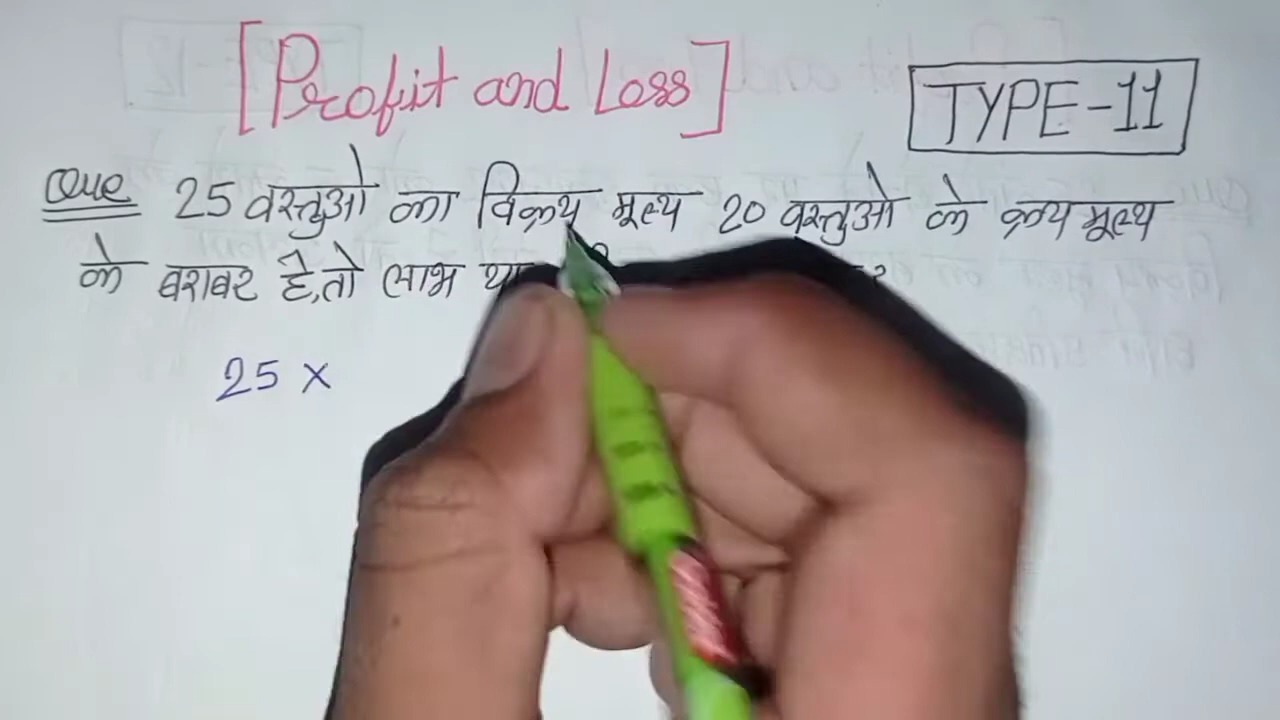 [Profit and Loss]
TYPE-11
Que 25 वस्तुओ का विक्रय मूल्य 20 वस्तुओ के क्रय मूल्य
के बराबर है, तो लाभ
25 x